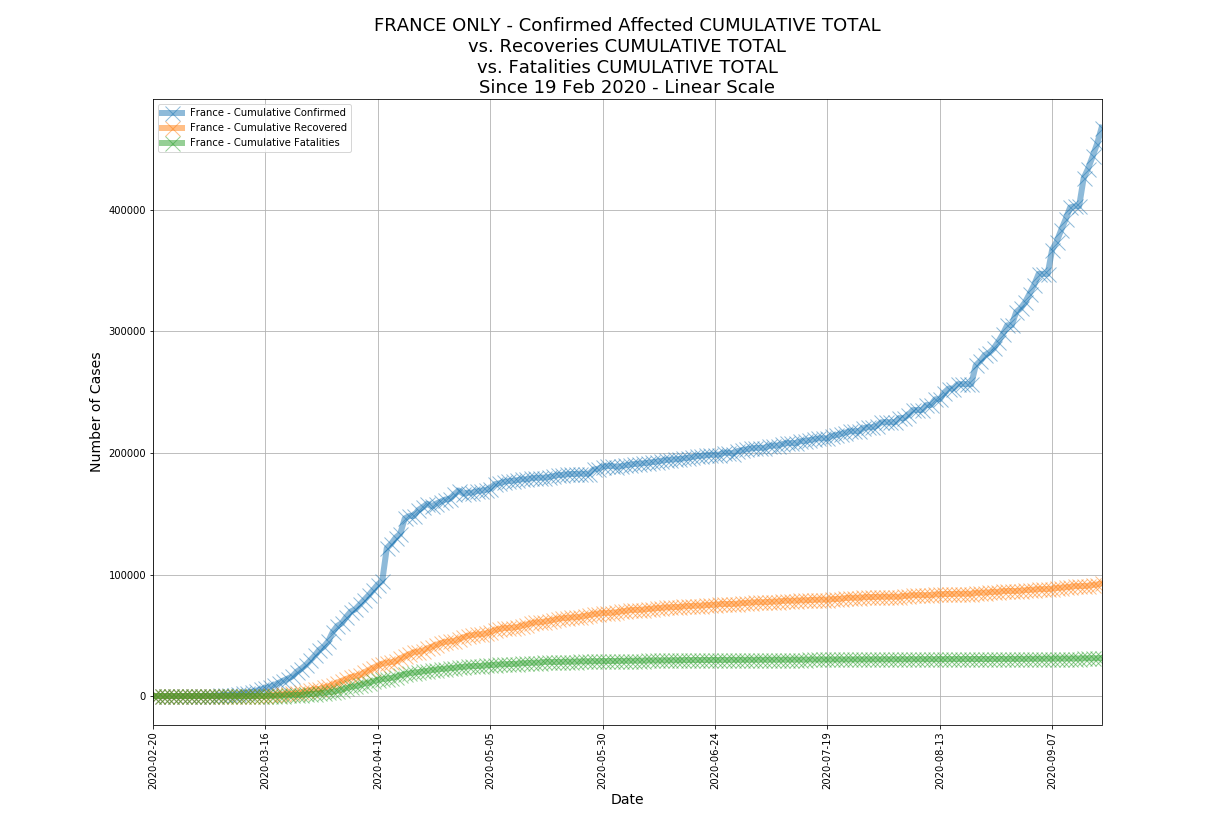 FRANCE ONLY - Confirmed Affected CUMULATIVE TOTAL
vs. Recoveries CUMULATIVE TOTAL
vs. Fatalities CUMULATIVE TOTAL
Since 19 Feb 2020 - Linear Scale
France - Cumulative Confirmed
France - Cumulative Recovered
France - Cumulative Fatalities
Number of Cases
400000
300000
200000
100000
0
2020-02-20
2020-03-16
2020-04-10
2020-05-05
2020-05-30
2020-06-24
2020-07-19
2020-08-13
2020-09-07
Date